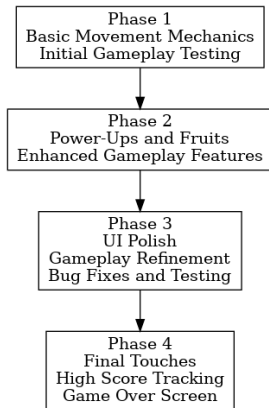 Phase 1
Basic Movement Mechanics
Initial Gameplay Testing
Phase 2
Power-Ups and Fruits
Enhanced Gameplay Features
Phase 3
UI Polish
Gameplay Refinement
Bug Fixes and Testing
Phase 4
Final Touches
High Score Tracking
Game Over Screen